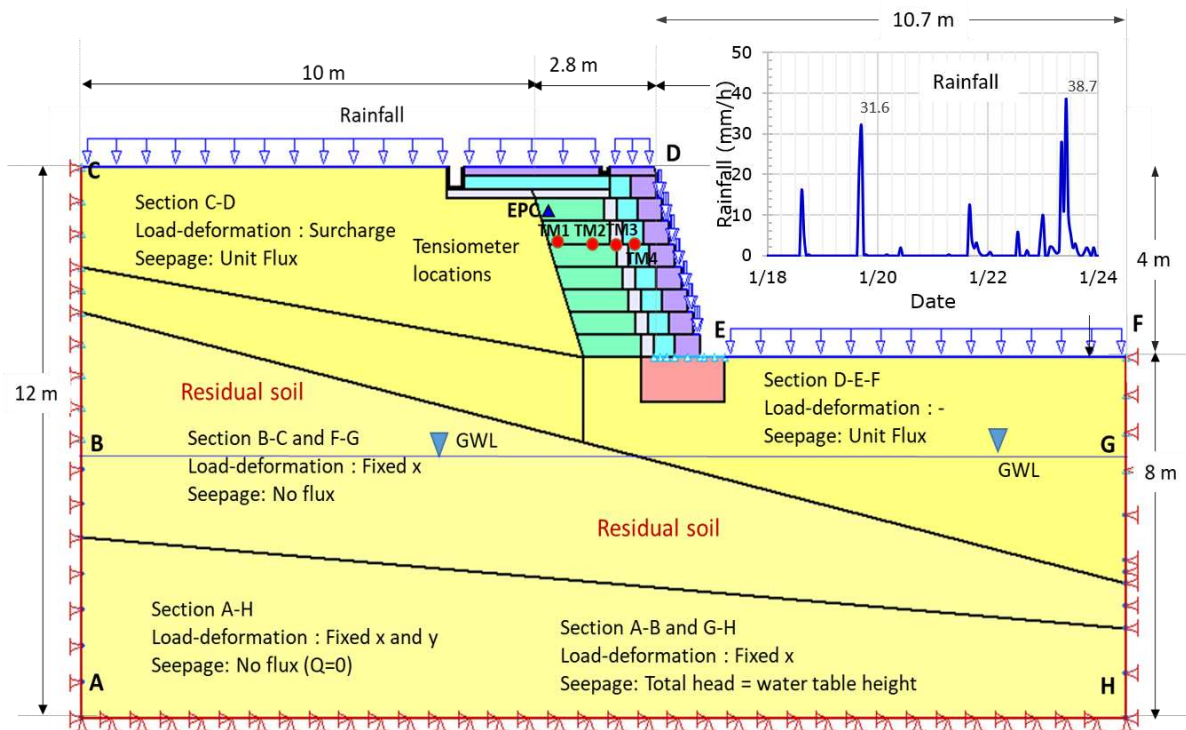 10.7 m
10 m
2.8 m
Rainfall
50
40
30
20
10
0
Rainfall (mm/h)
Rainfall
31.6
38.7
1/18
1/20
1/22
1/24
Date
C
D
Section C-D
Load-deformation : Surcharge
Seepage: Unit Flux
Tensiometer
locations
EPC
TM1 TM2 TM3
TM4
4 m
E
F
12 m
Residual soil
Section D-E-F
Load-deformation : -
Seepage: Unit Flux
B
Section B-C and F-G
Load-deformation : Fixed x
Seepage: No flux
GWL
GWL
G
8 m
Residual soil
Section A-H
Load-deformation : Fixed x and y
Seepage: No flux (Q=0)
Section A-B and G-H
Load-deformation : Fixed x
Seepage: Total head = water table height
A
H